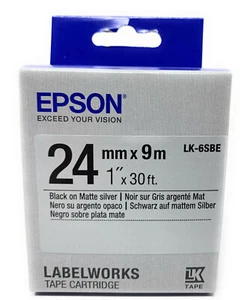 EPSON
EXCEED YOUR VISION
24 mm x 9m LK-6SBE
1" x 30 ft.
Black on Matte silver | Noir sur Gris argenté Mat
Nero su argento opaco | Schwarz auf mattem Silber
Negro sobre plata mate
LABELWORKS LK
TAPE CARTRIDGE TAPE